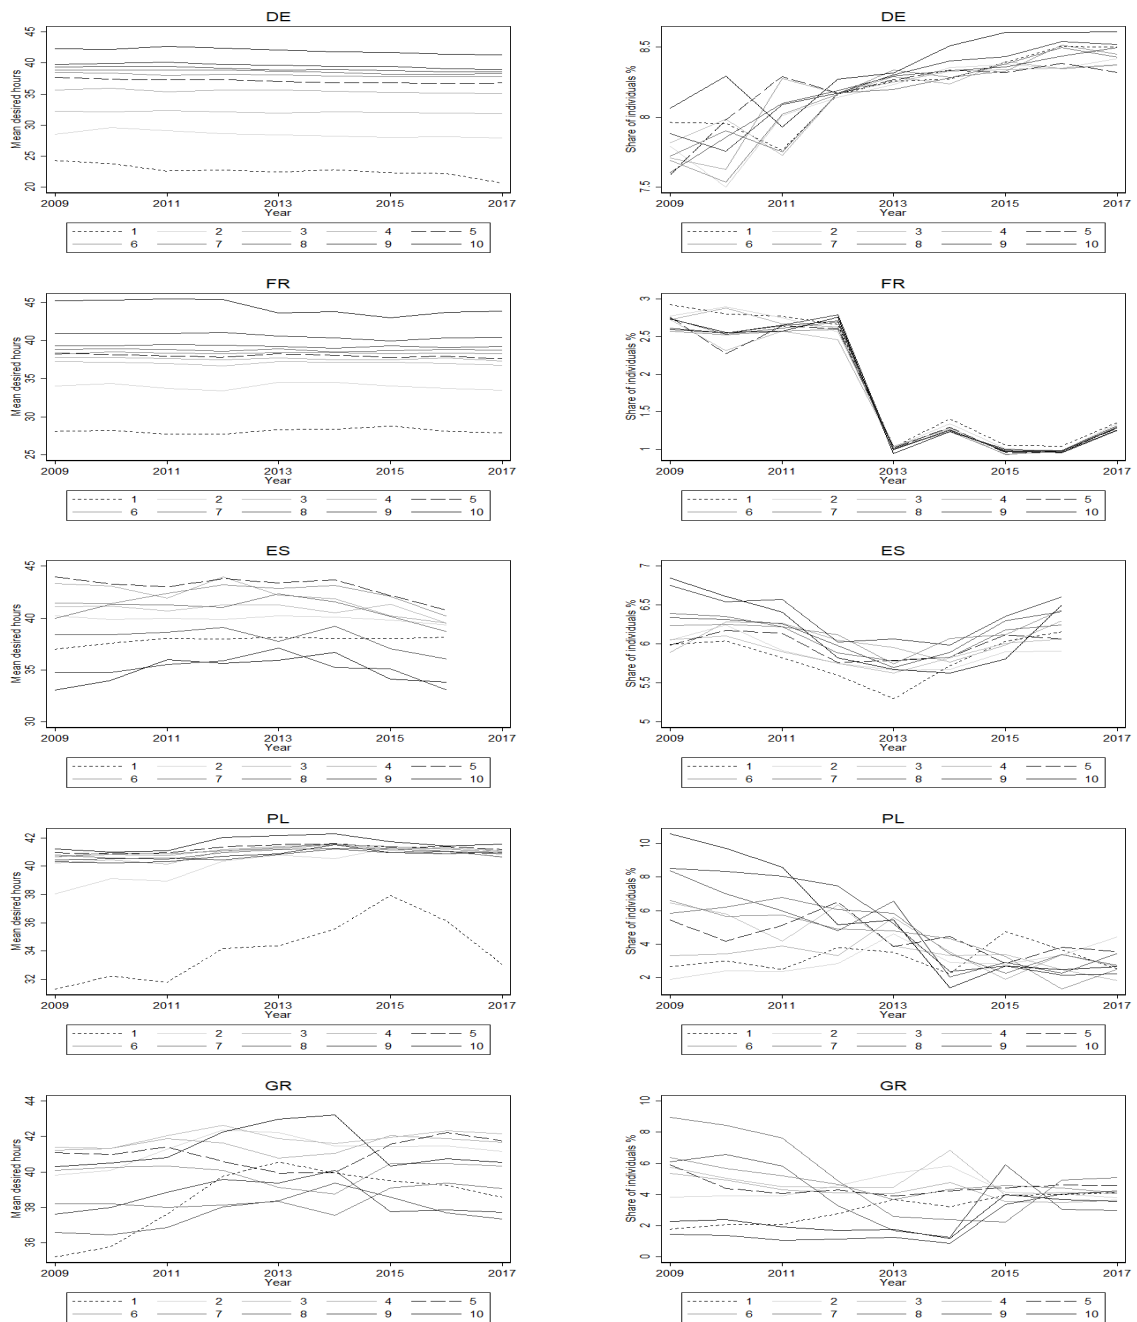 DE
Mean desired hours
45
40
35
30
25
20
2009 2011 2013 2015 2017
Year
1 2 3 4 5
6 7 8 9 10
DE
Share of individuals %
8.5
8
7.5
2009 2011 2013 2015 2017
Year
1 2 3 4 5
6 7 8 9 10
FR
Mean desired hours
45
40
35
30
25
2009 2011 2013 2015 2017
Year
1 2 3 4 5
6 7 8 9 10
FR
Share of individuals %
3
2.5
2
1.5
1
2009 2011 2013 2015 2017
Year
1 2 3 4 5
6 7 8 9 10
ES
Mean desired hours
45
40
35
30
2009 2011 2013 2015 2017
Year
1 2 3 4 5
6 7 8 9 10
ES
Share of individuals %
7
6.5
6
5.5
5
2009 2011 2013 2015 2017
Year
1 2 3 4 5
6 7 8 9 10
PL
Mean desired hours
42
40
38
36
34
32
2009 2011 2013 2015 2017
Year
1 2 3 4 5
6 7 8 9 10
PL
Share of individuals %
10
8
6
4
2
2009 2011 2013 2015 2017
Year
1 2 3 4 5
6 7 8 9 10
GR
Mean desired hours
44
42
40
38
36
2009 2011 2013 2015 2017
Year
1 2 3 4 5
6 7 8 9 10
GR
Share of individuals %
10
8
6
4
2
0
2009 2011 2013 2015 2017
Year
1 2 3 4 5
6 7 8 9 10